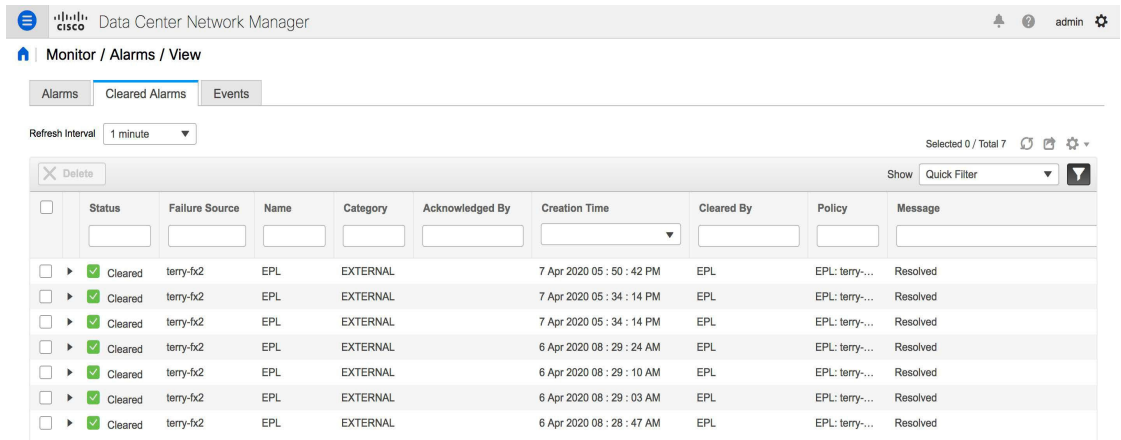 CISCO Data Center Network Manager admin
Monitor / Alarms / View
Alarms Cleared Alarms Events
Refresh Interval 1 minute
Selected 0 / Total 7
Delete Show Quick Filter
Status Failure Source Name Category Acknowledged By Creation Time Cleared By Policy Message
Cleared terry-fx2 EPL EXTERNAL 7 Apr 2020 05 : 50 : 42 PM EPL EPL: terry-... Resolved
Cleared terry-fx2 EPL EXTERNAL 7 Apr 2020 05 : 34 : 14 PM EPL EPL: terry-... Resolved
Cleared terry-fx2 EPL EXTERNAL 7 Apr 2020 05 : 34 : 14 PM EPL EPL: terry-... Resolved
Cleared terry-fx2 EPL EXTERNAL 6 Apr 2020 08 : 29 : 24 AM EPL EPL: terry-... Resolved
Cleared terry-fx2 EPL EXTERNAL 6 Apr 2020 08 : 29 : 10 AM EPL EPL: terry-... Resolved
Cleared terry-fx2 EPL EXTERNAL 6 Apr 2020 08 : 29 : 03 AM EPL EPL: terry-... Resolved
Cleared terry-fx2 EPL EXTERNAL 6 Apr 2020 08 : 28 : 47 AM EPL EPL: terry-... Resolved